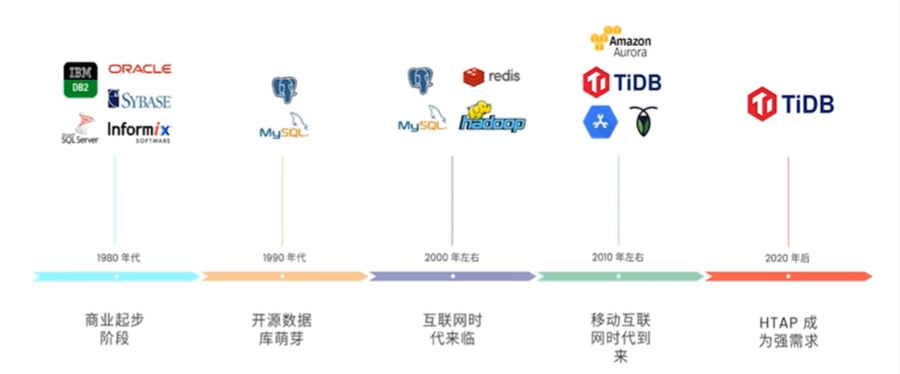 IBM
DB2
ORACLE
SYBASE
SQL Server
Informix
SOFTWARE
MySQL
redis
MySQL
hadoop
Amazon
Aurora
TiDB
TiDB
1980 年代
1990 年代
2000 年左右
2010 年左右
2020 年后
商业起步
阶段
开源数据
库萌芽
互联网时
代来临
移动互联
网时代到
来
HTAP 成
为强需求